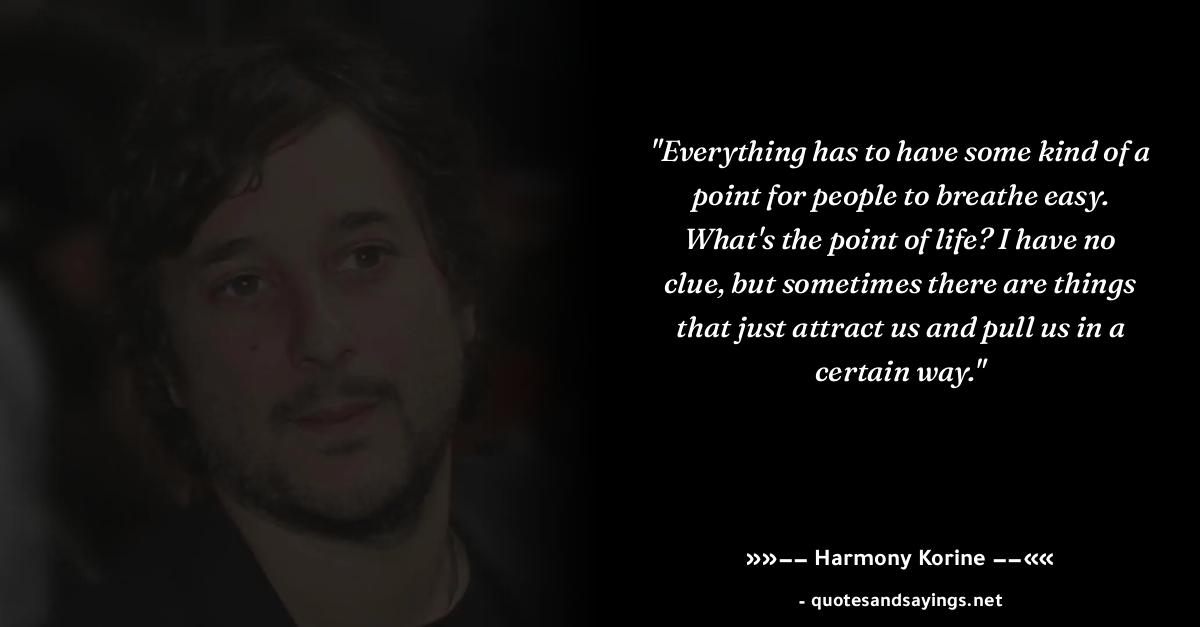 "Everything has to have some kind of a
point for people to breathe easy.
What's the point of life? I have no
clue, but sometimes there are things
that just attract us and pull us in a
certain way."
»»−− Harmony Korine −−««
- quotesandsayings.net